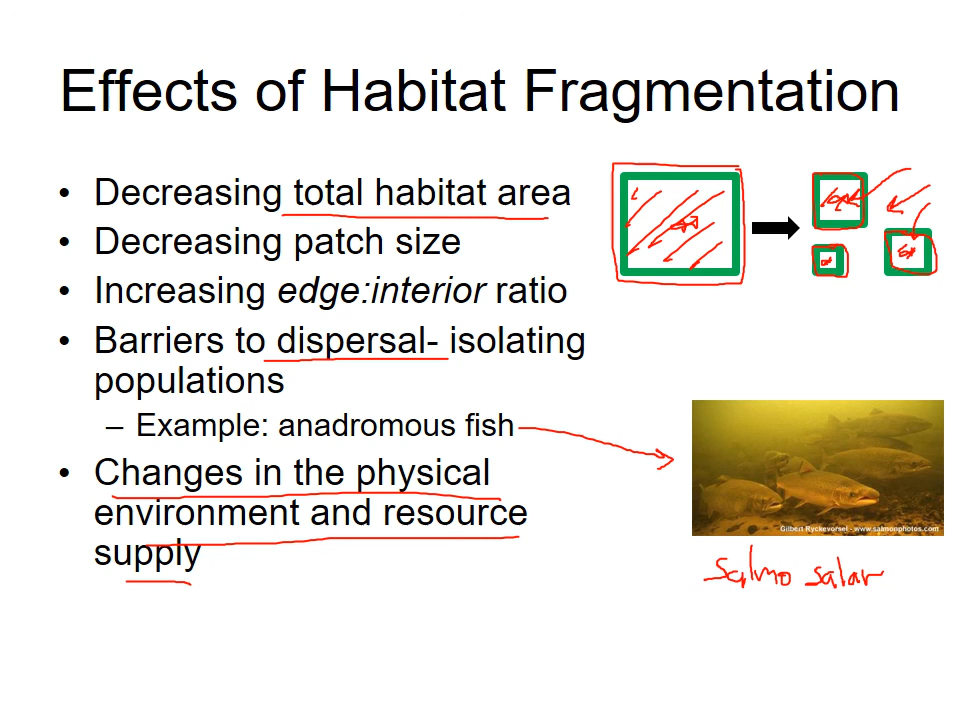 Effects of Habitat Fragmentation
• Decreasing total habitat area
• Decreasing patch size
• Increasing edge:interior ratio
• Barriers to dispersal- isolating
populations
– Example: anadromous fish
• Changes in the physical
environment and resource
supply
Gilbert Ryckevorsel - www.salmonphotos.com
Salmo salar